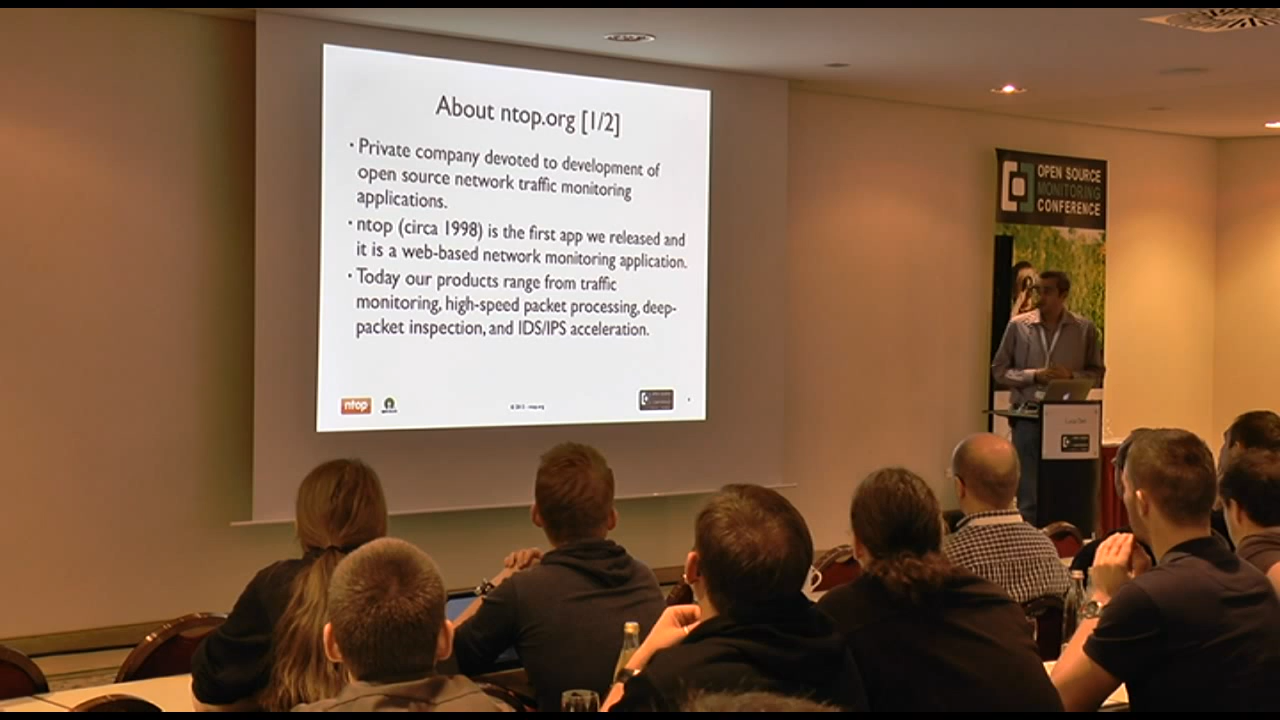 About ntop.org [1/2]
• Private company devoted to development of
open source network traffic monitoring
applications.
• ntop (circa 1998) is the first app we released and
it is a web-based network monitoring application.
• Today our products range from traffic
monitoring, high-speed packet processing, deep-
packet inspection, and IDS/IPS acceleration.
ntop
OPEN SOURCE
MONITORING
CONFERENCE
Luca Deri